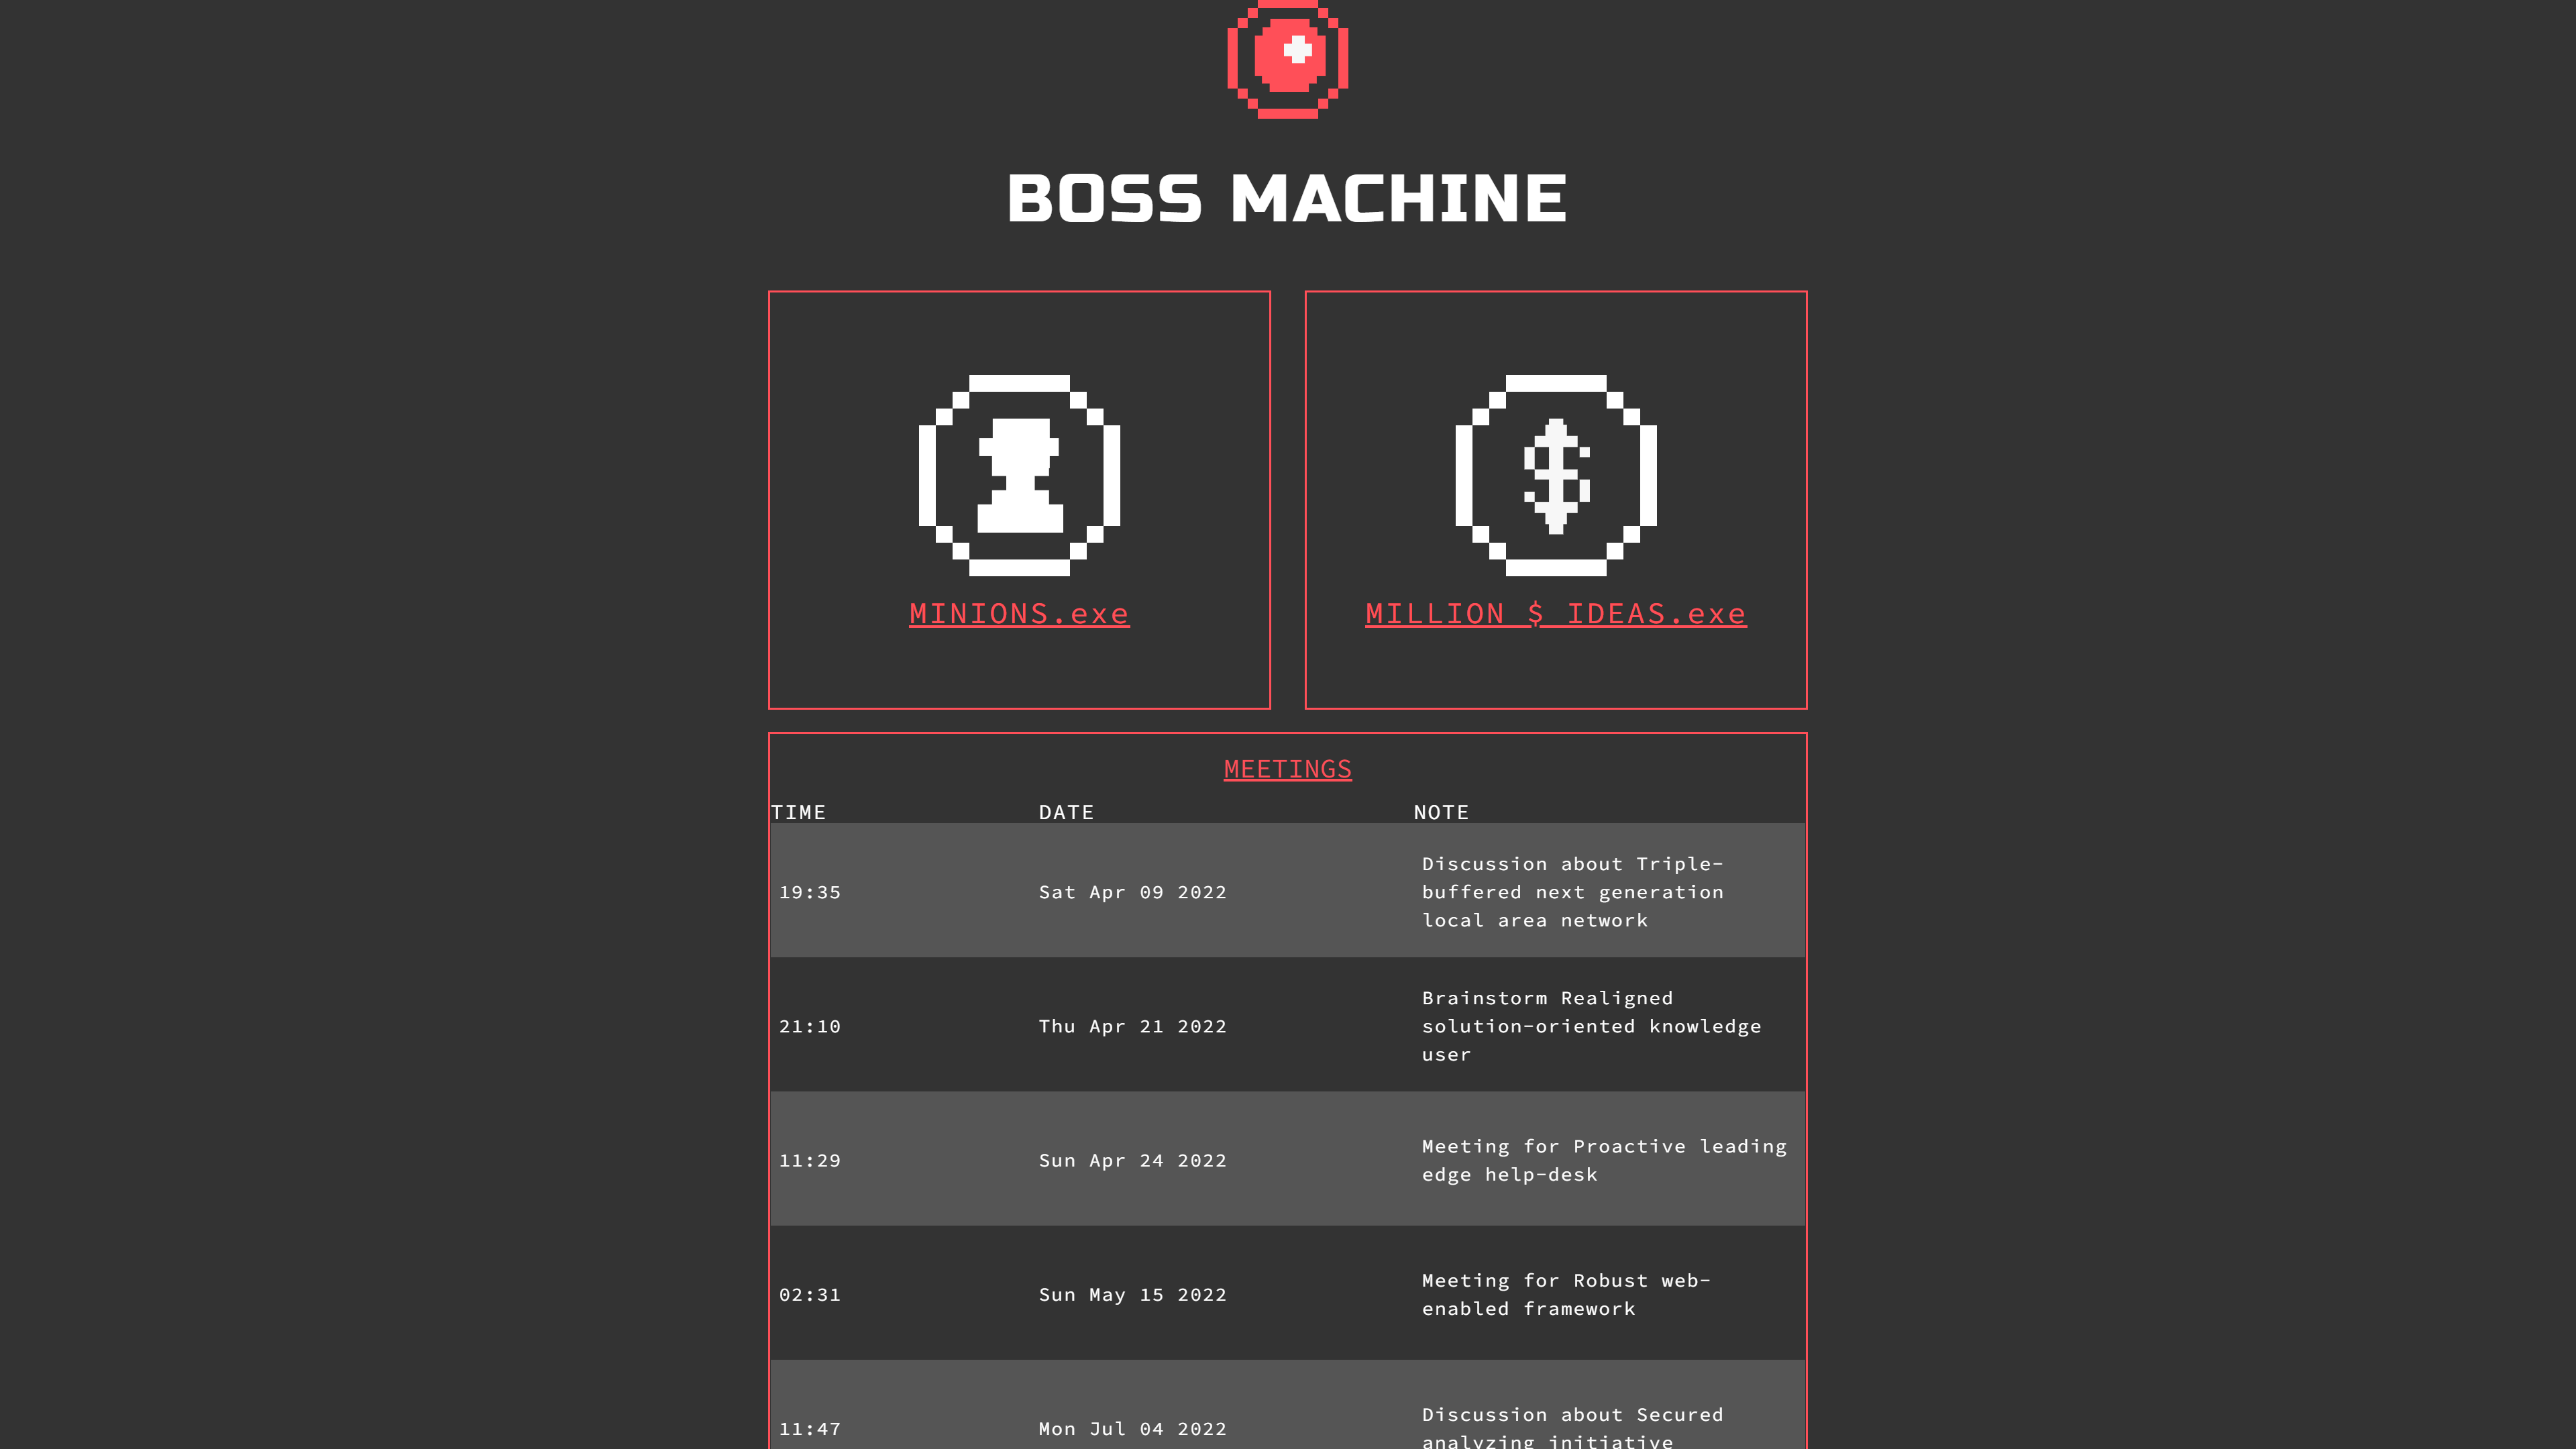 BOSS MACHINE
MINIONS.exe
MILLION $ IDEAS.exe
MEETINGS
TIME DATE NOTE
19:35 Sat Apr 09 2022 Discussion about Triple-
buffered next generation
local area network
21:10 Thu Apr 21 2022 Brainstorm Realigned
solution-oriented knowledge
user
11:29 Sun Apr 24 2022 Meeting for Proactive leading
edge help-desk
02:31 Sun May 15 2022 Meeting for Robust web-
enabled framework
11:47 Mon Jul 04 2022 Discussion about Secured
analyzing initiative